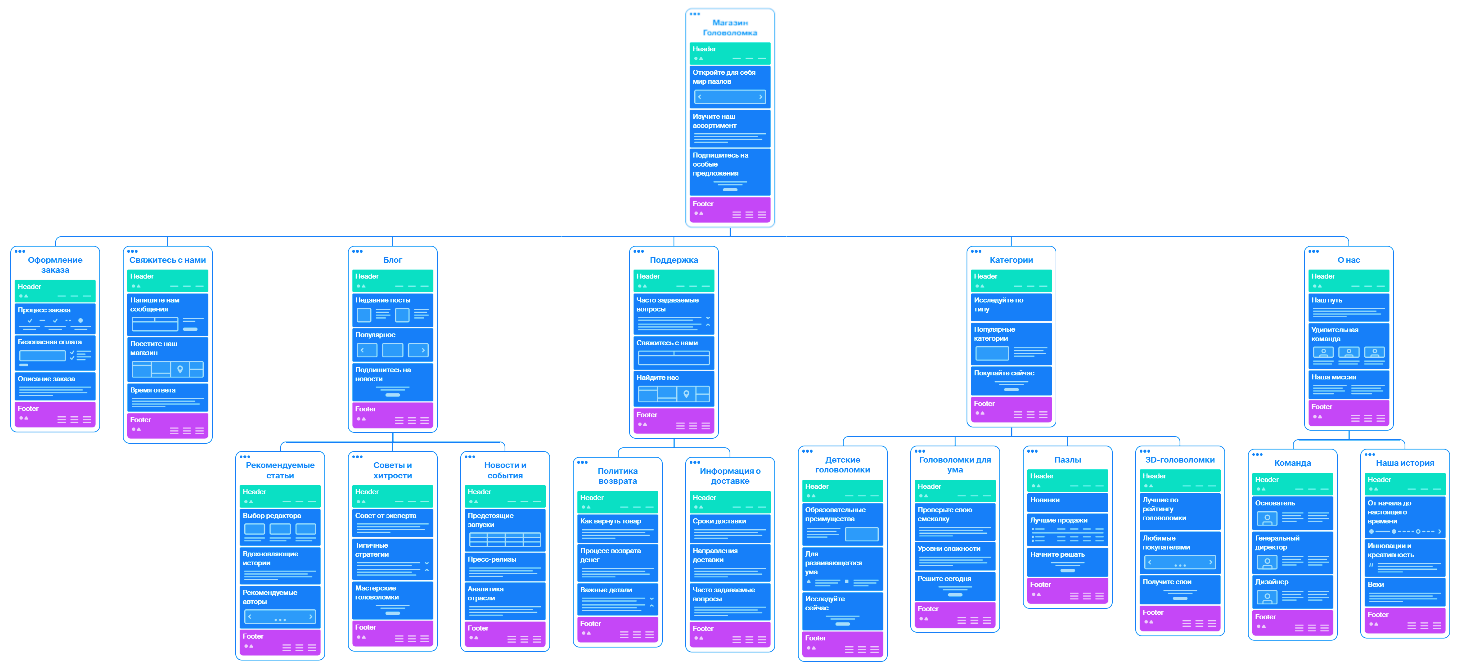 Магазин
Головоломка
Header
Откройте для себя
мир пазлов
Изучите наш
ассортимент
Подпишитесь на
особые
предложения
Footer
Оформление
заказа
Header
Процесс заказа
Безопасная оплата
Описание заказа
Footer
Свяжитесь с нами
Header
Напишите нам
сообщения
Посетите наш
магазин
Время ответа
Footer
Блог
Header
Недавние посты
Популярное
Подпишитесь на
новости
Footer
Поддержка
Header
Часто задаваемые
вопросы
Свяжитесь с нами
Найдите нас
Footer
Категории
Header
Исследуйте по
типу
Популярные
категории
Покупайте сейчас
Footer
О нас
Header
Наш путь
Удивительная
команда
Наша миссия
Footer
Рекомендуемые
статьи
Header
Выбор редактора
Вдохновляющие
истории
Рекомендуемые
авторы
Footer
Советы и
хитрости
Header
Совет от эксперта
Типичные
стратегии
Мастерские
головоломки
Footer
Новости и
события
Header
Предстоящие
запуски
Пресс-релизы
Аналитика
отрасли
Footer
Политика
возврата
Header
Как вернуть товар
Процесс возврата
денег
Важные детали
Footer
Информация о
доставке
Header
Сроки доставки
Направления
доставки
Часто задаваемые
вопросы
Footer
Детские
головоломки
Header
Образовательные
преимущества
Для
развивающегося
ума
Исследуйте
сейчас
Footer
Головоломки для
ума
Header
Проверьте свою
смекалку
Уровни сложности
Решите сегодня
Footer
Пазлы
Header
Новинки
Лучшие продажи
Начните решать
Footer
3D-головоломки
Header
Лучшие по
рейтингу
головоломки
Любимые
покупателями
Получите свои
Footer
Команда
Header
Основатель
Генеральный
директор
Дизайнер
Footer
Наша история
Header
От начала до
настоящего
времени
Инновации и
креативность
Вехи
Footer